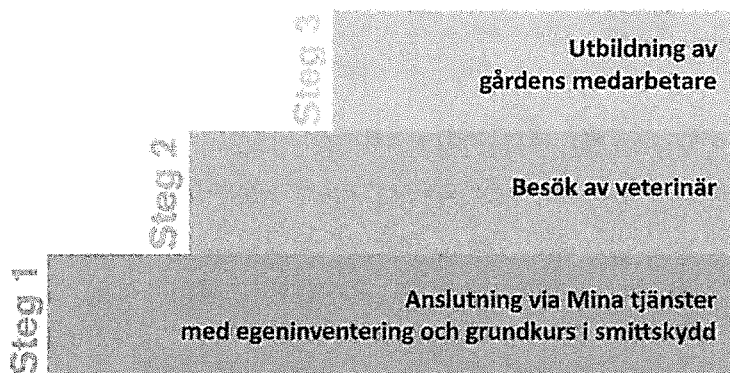 Steg 3
Utbildning av
gårdens medarbetare
Steg 2
Besök av veterinär
Steg 1
Anslutning via Mina tjänster
med egeninventering och grundkurs i smittskydd